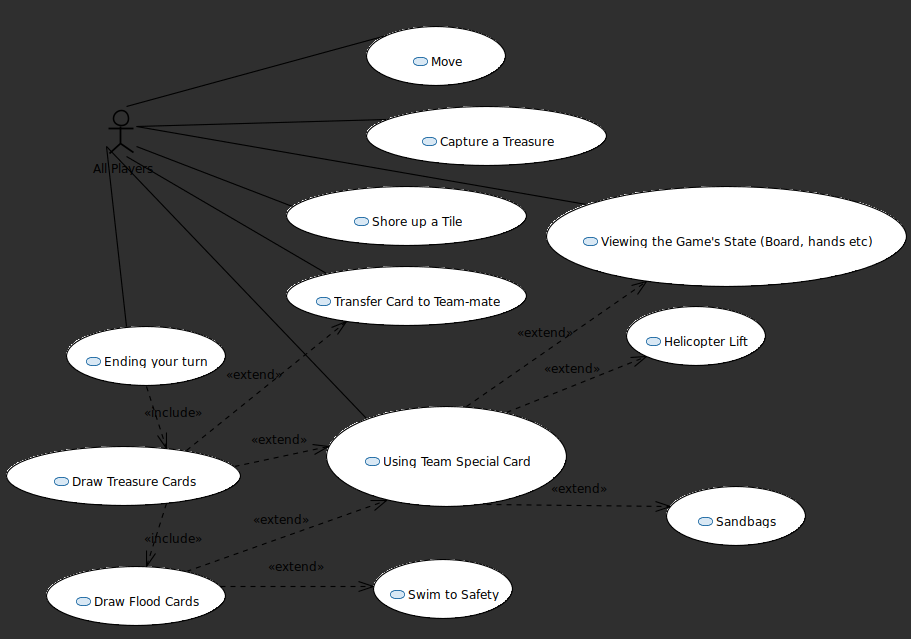 Move
Capture a Treasure
All Players
Shore up a Tile
Viewing the Game's State (Board, hands etc)
Transfer Card to Team-mate
«extend»
Helicopter Lift
Ending your turn
«extend»
«extend»
«include»
«extend»
Using Team Special Card
Draw Treasure Cards
«extend»
«extend»
Sandbags
«include»
«extend»
Swim to Safety
Draw Flood Cards